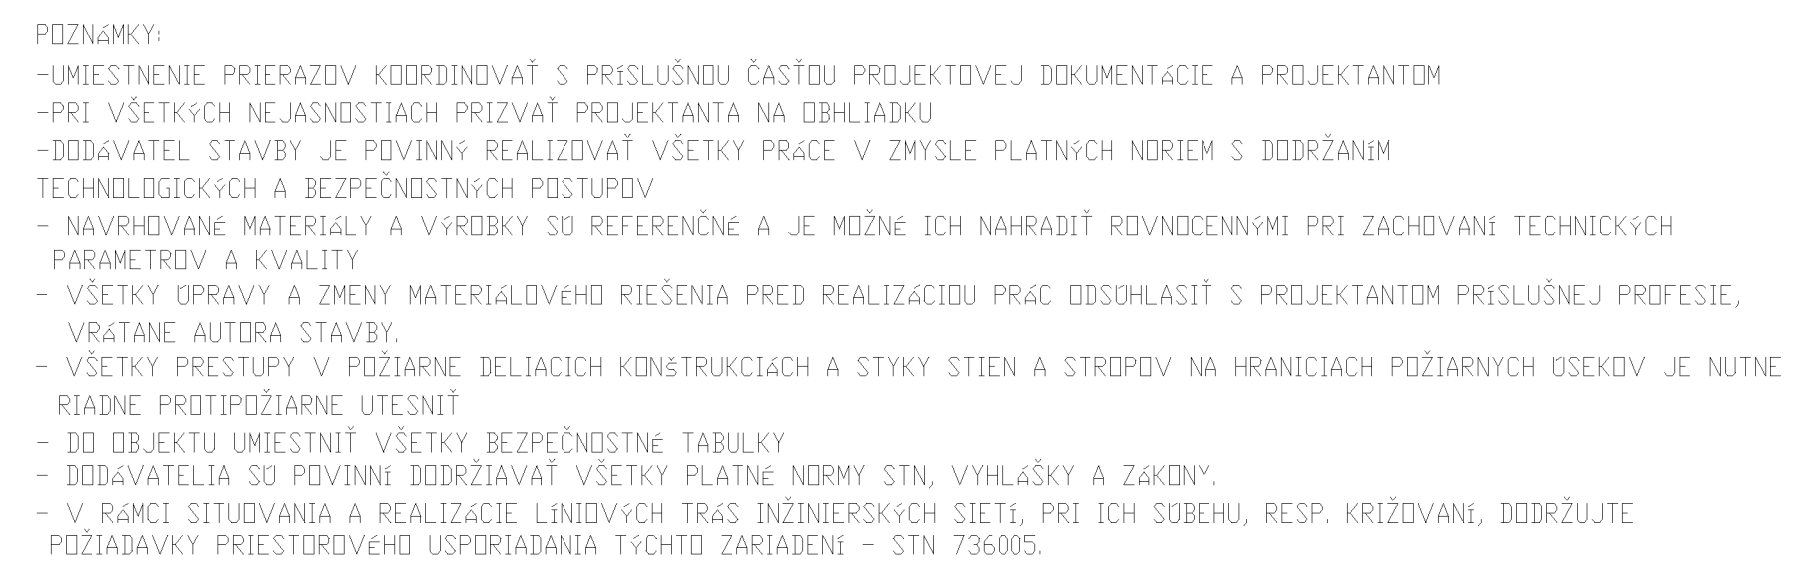 POZNÁMKY:
-UMIESTNENIE PRIERAZOV KOORDINOVAŤ S PRÍSLUŠNOU ČASŤOU PROJEKTOVEJ DOKUMENTÁCIE A PROJEKTANTOM
-PRI VŠETKÝCH NEJASNOSTIACH PRIZVAŤ PROJEKTANTA NA OBHLIADKU
-DODÁVATEL STAVBY JE POVINNÝ REALIZOVAŤ VŠETKY PRÁCE V ZMYSLE PLATNÝCH NORIEM S DODRŽANÍM
TECHNOLOGICKÝCH A BEZPEČNOSTNÝCH POSTUPOV
- NAVRHOVANÉ MATERIÁLY A VÝROBKY SÚ REFERENČNÉ A JE MOŽNÉ ICH NAHRADIŤ ROVNOCENNÝMI PRI ZACHOVANÍ TECHNICKÝCH
PARAMETROV A KVALITY
- VŠETKY ÚPRAVY A ZMENY MATERIÁLOVÉHO RIEŠENIA PRED REALIZÁCIOU PRÁC ODSÚHLASIŤ S PROJEKTANTOM PRÍSLUŠNEJ PROFESIE,
VRÁTANE AUTORA STAVBY.
- VŠETKY PRESTUPY V POŽIARNE DELIACICH KONŠTRUKCIÁCH A STYKY STIEN A STROPOV NA HRANICIACH POŽIARNYCH ÚSEKOV JE NUTNE
RIADNE PROTIPOŽIARNE UTESNIŤ
- DO OBJEKTU UMIESTNIŤ VŠETKY BEZPEČNOSTNÉ TABULKY
- DODÁVATELIA SÚ POVINNÍ DODRŽIAVAŤ VŠETKY PLATNÉ NORMY STN, VYHLÁŠKY A ZÁKONY.
- V RÁMCI SITUOVANIA A REALIZÁCIE LÍNIOVÝCH TRÁS INŽINIERSKÝCH SIETÍ, PRI ICH SÚBEHU, RESP. KRIŽOVANÍ, DODRŽUJTE
POŽIADAVKY PRIESTOROVÉHO USPORIADANIA TÝCHTO ZARIADENÍ - STN 736005.